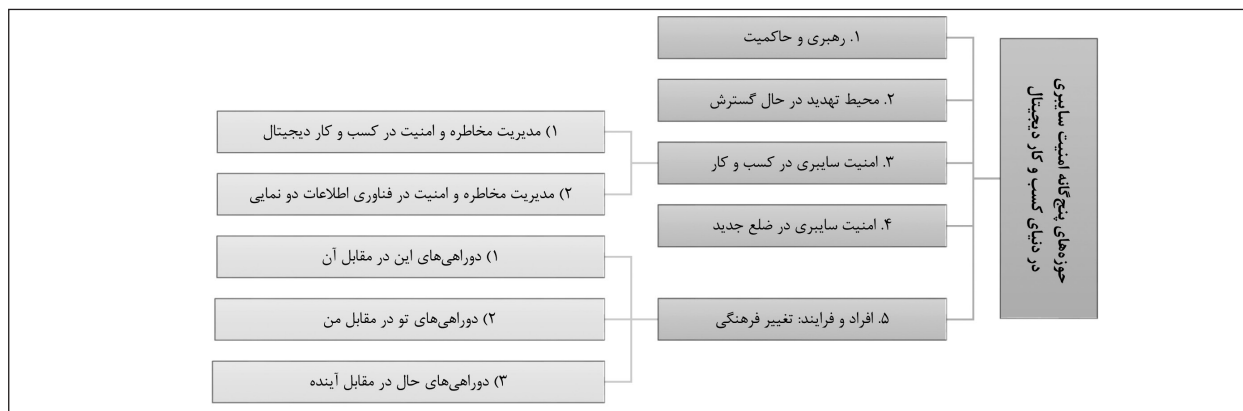 حوزه‌های پنج‌گانه امنیت سایبری
در دنیای کسب و کار دیجیتال
۱. رهبری و حاکمیت
۲. محیط تهدید در حال گسترش
۳. امنیت سایبری در کسب و کار
۱) مدیریت مخاطره و امنیت در کسب و کار دیجیتال
۲) مدیریت مخاطره و امنیت در فناوری اطلاعات دو نمایی
۴. امنیت سایبری در ضلع جدید
۵. افراد و فرایند: تغییر فرهنگی
۱) دوراهی‌های این در مقابل آن
۲) دوراهی‌های تو در مقابل من
۳) دوراهی‌های حال در مقابل آینده